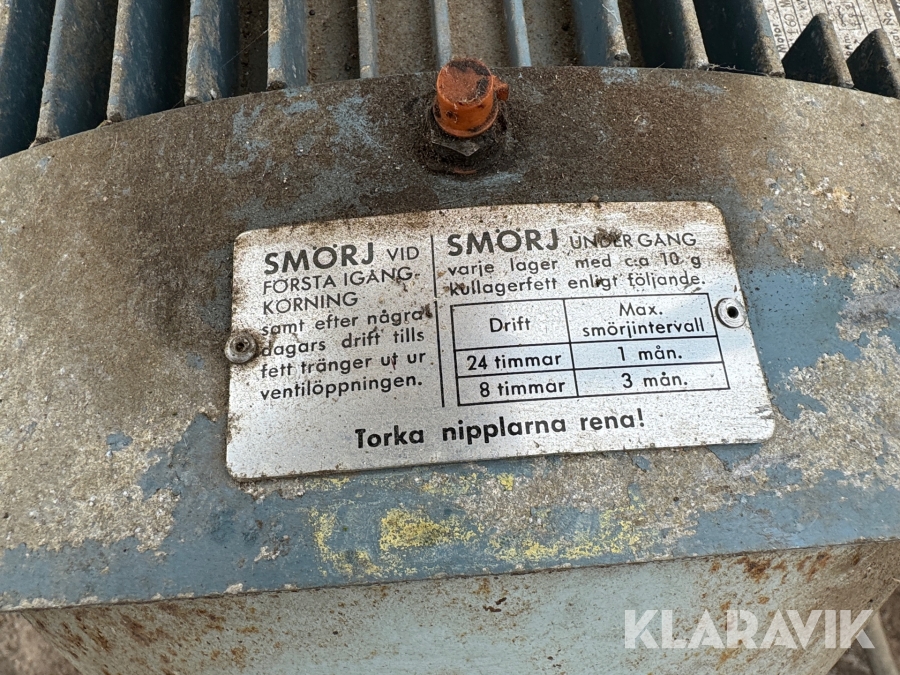 SMÖRJ VID
FÖRSTA IGÅNG-
KÖRNING
samt efter några
dagars drift tills
fett tränger ut ur
ventilöppningen.
SMÖRJ UNDER GÅNG
varje lager med c:a 10 g
kullagerfett enligt följande.
Drift
Max.
smörjintervall
24 timmar
1 mån.
8 timmar
3 mån.
Torka nipplarna rena!
KLARAVIK